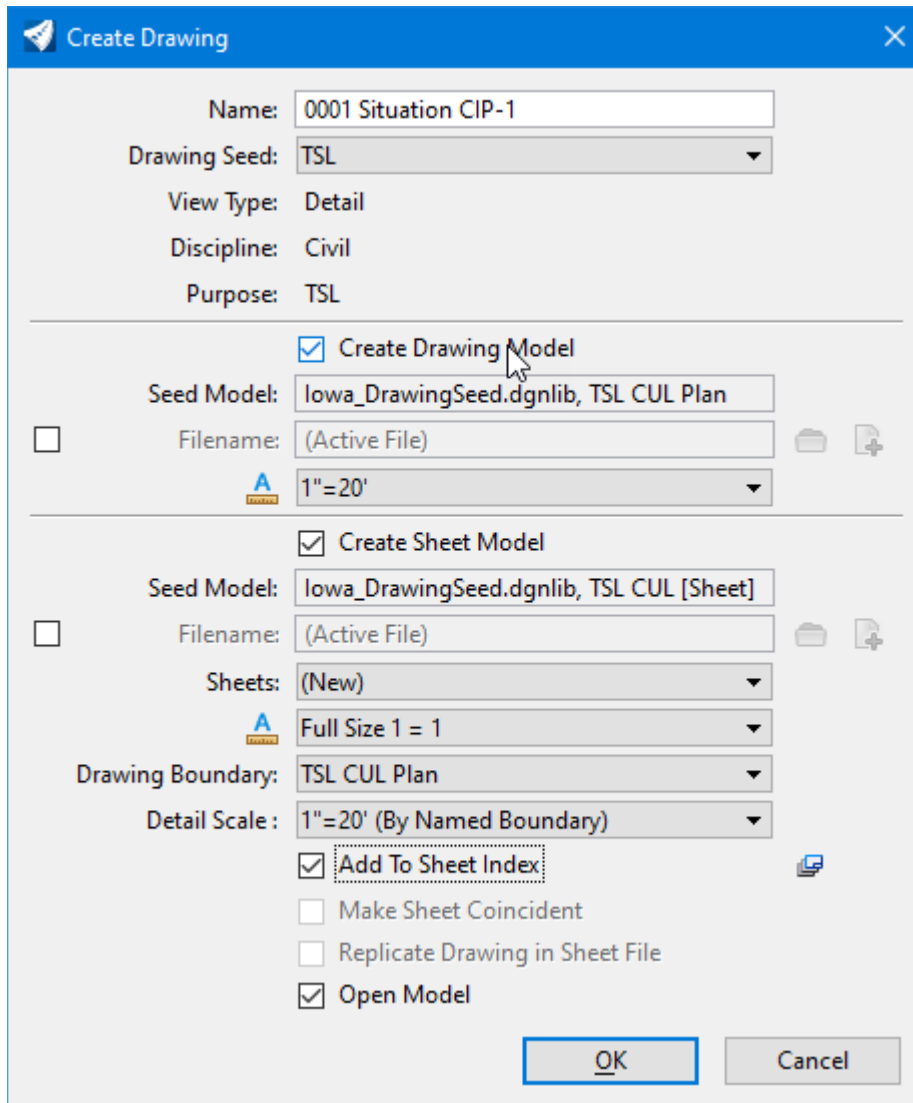 Create Drawing
Name: 0001 Situation CIP-1
Drawing Seed: TSL
View Type: Detail
Discipline: Civil
Purpose: TSL
Create Drawing Model
Seed Model: Iowa_DrawingSeed.dgnlib, TSL CUL Plan
Filename: (Active File)
A 1"=20'
Create Sheet Model
Seed Model: Iowa_DrawingSeed.dgnlib, TSL CUL [Sheet]
Filename: (Active File)
Sheets: (New)
A Full Size 1 = 1
Drawing Boundary: TSL CUL Plan
Detail Scale : 1"=20' (By Named Boundary)
Add To Sheet Index
Make Sheet Coincident
Replicate Drawing in Sheet File
Open Model
OK Cancel